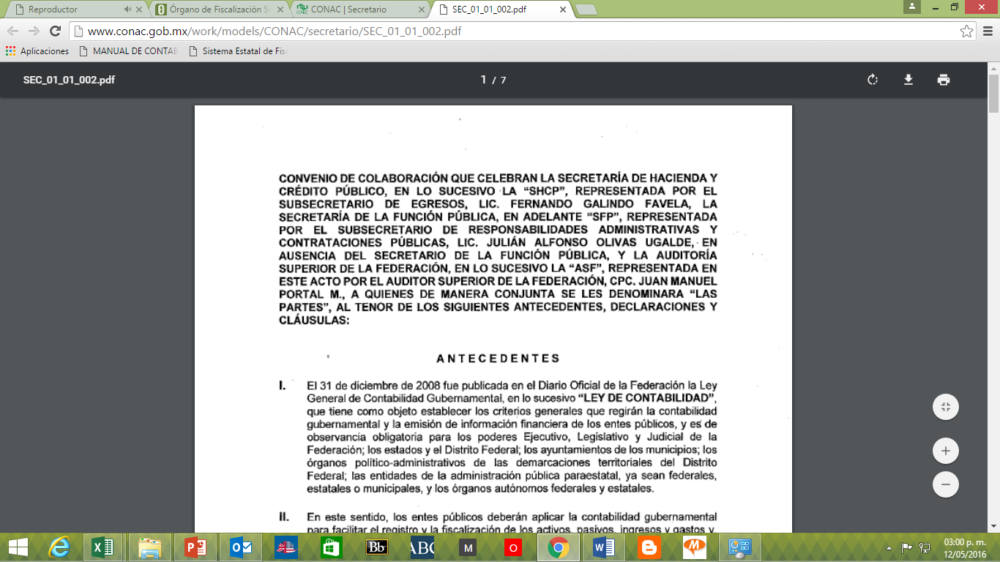 Reproductor
Órgano de Fiscalización S
CONAC | Secretario
SEC_01_01_002.pdf
www.conac.gob.mx/work/models/CONAC/secretario/SEC_01_01_002.pdf
Aplicaciones
MANUAL DE CONTAB
Sistema Estatal de Fis
SEC_01_01_002.pdf
1 / 7
CONVENIO DE COLABORACIÓN QUE CELEBRAN LA SECRETARÍA DE HACIENDA Y
CRÉDITO PÚBLICO, EN LO SUCESIVO LA “SHCP”, REPRESENTADA POR EL
SUBSECRETARIO DE EGRESOS, LIC. FERNANDO GALINDO FAVELA, LA
SECRETARÍA DE LA FUNCIÓN PÚBLICA, EN ADELANTE “SFP”, REPRESENTADA
POR EL SUBSECRETARIO DE RESPONSABILIDADES ADMINISTRATIVAS Y
CONTRATACIONES PÚBLICAS, LIC. JULIÁN ALFONSO OLIVAS UGALDE, EN
AUSENCIA DEL SECRETARIO DE LA FUNCIÓN PÚBLICA, Y LA AUDITORÍA
SUPERIOR DE LA FEDERACIÓN, EN LO SUCESIVO LA “ASF”, REPRESENTADA EN
ESTE ACTO POR EL AUDITOR SUPERIOR DE LA FEDERACIÓN, CPC. JUAN MANUEL
PORTAL M., A QUIENES DE MANERA CONJUNTA SE LES DENOMINARA “LAS
PARTES”, AL TENOR DE LOS SIGUIENTES ANTECEDENTES, DECLARACIONES Y
CLÁUSULAS:
ANTECEDENTES
I. El 31 de diciembre de 2008 fue publicada en el Diario Oficial de la Federación la Ley
General de Contabilidad Gubernamental, en lo sucesivo “LEY DE CONTABILIDAD”,
que tiene como objeto establecer los criterios generales que regirán la contabilidad
gubernamental y la emisión de información financiera de los entes públicos, y es de
observancia obligatoria para los poderes Ejecutivo, Legislativo y Judicial de la
Federación; los estados y el Distrito Federal; los ayuntamientos de los municipios; los
órganos político-administrativos de las demarcaciones territoriales del Distrito
Federal; las entidades de la administración pública paraestatal, ya sean federales,
estatales o municipales, y los órganos autónomos federales y estatales.
II. En este sentido, los entes públicos deberán aplicar la contabilidad gubernamental
para facilitar el registro y la fiscalización de los activos, pasivos, ingresos y gastos y,
Bb
ABC
M
O
03:00 p. m.
12/05/2016